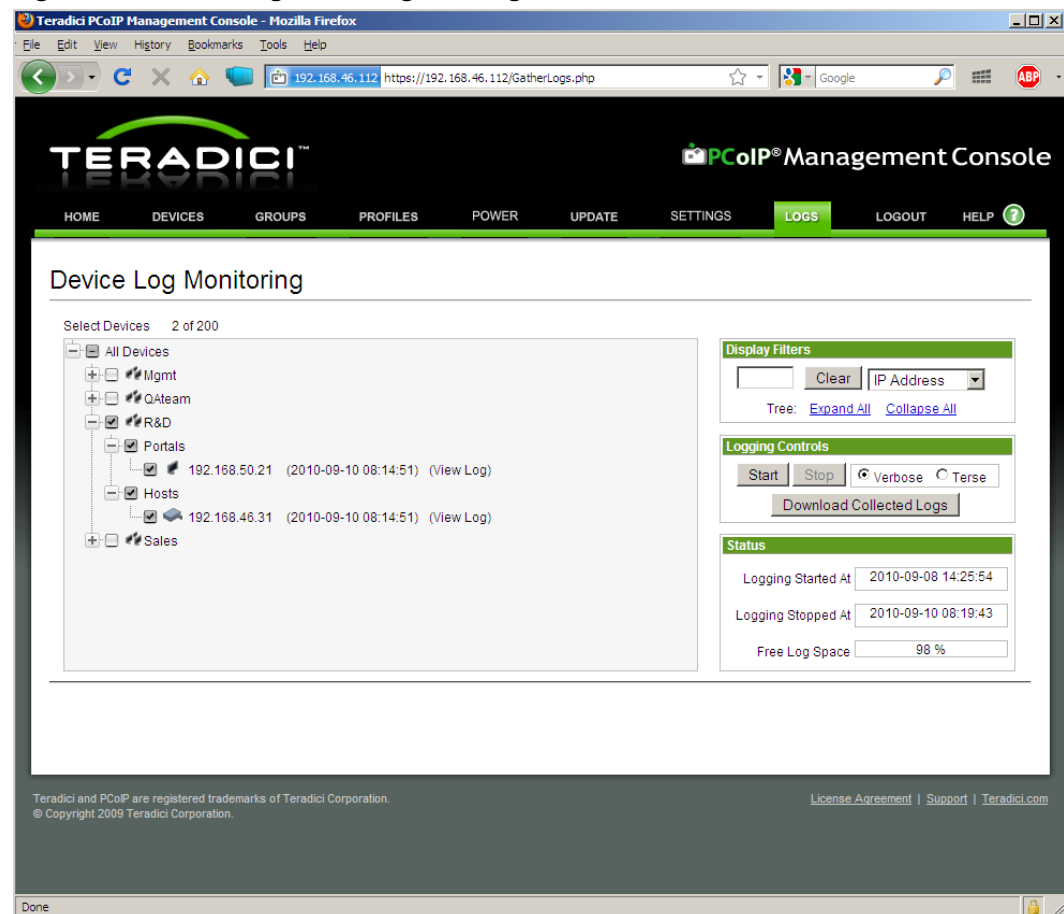 Teradici PCoIP Management Console - Mozilla Firefox
File Edit View History Bookmarks Tools Help
192.168.46.112 https://192.168.46.112/GatherLogs.php Google ABP
TERADICI™
PCoIP® Management Console
HOME DEVICES GROUPS PROFILES POWER UPDATE SETTINGS LOGS LOGOUT HELP ?
Device Log Monitoring
Select Devices 2 of 200
All Devices
Mgmt
QAteam
R&D
Portals
192.168.50.21 (2010-09-10 08:14:51) (View Log)
Hosts
192.168.46.31 (2010-09-10 08:14:51) (View Log)
Sales
Display Filters
Clear IP Address
Tree: Expand All Collapse All
Logging Controls
Start Stop Verbose Terse
Download Collected Logs
Status
Logging Started At 2010-09-08 14:25:54
Logging Stopped At 2010-09-10 08:19:43
Free Log Space 98 %
Teradici and PCoIP are registered trademarks of Teradici Corporation.
© Copyright 2009 Teradici Corporation.
License Agreement | Support | Teradici.com
Done